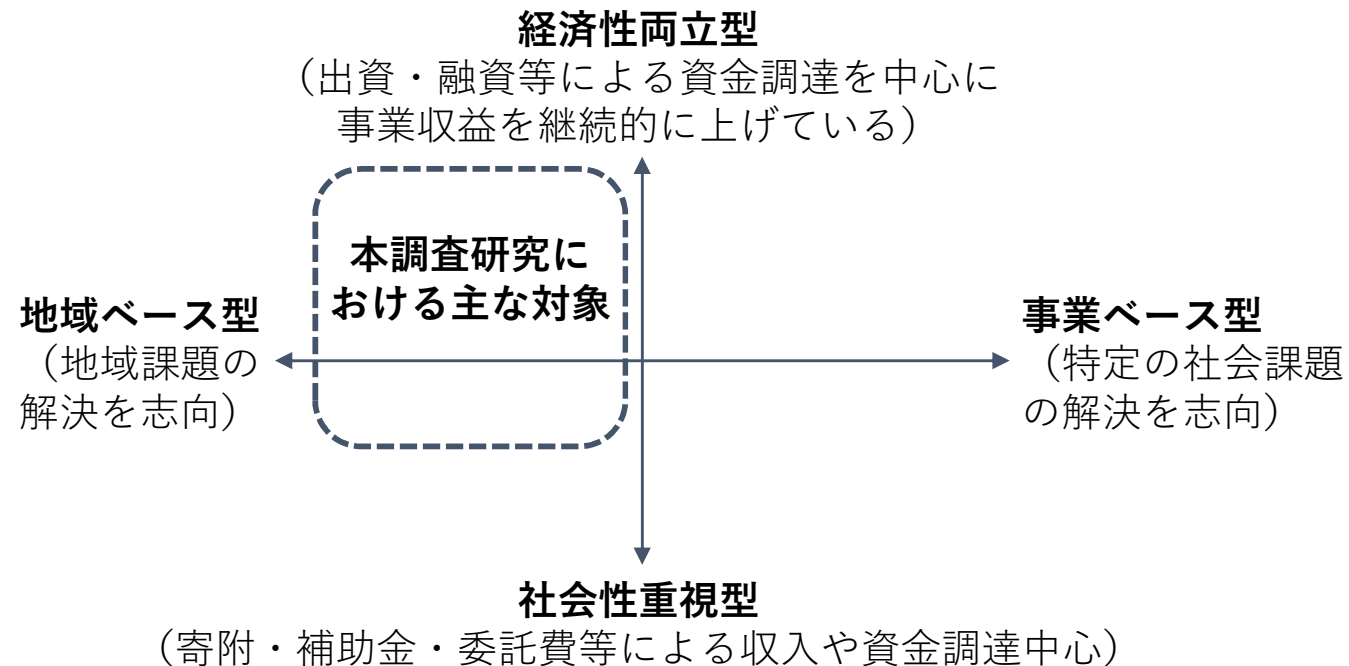 経済性両立型
（出資・融資等による資金調達を中心に
事業収益を継続的に上げている）
本調査研究に
おける主な対象
地域ベース型
（地域課題の
解決を志向）
事業ベース型
（特定の社会課題
の解決を志向）
社会性重視型
（寄附・補助金・委託費等による収入や資金調達中心）